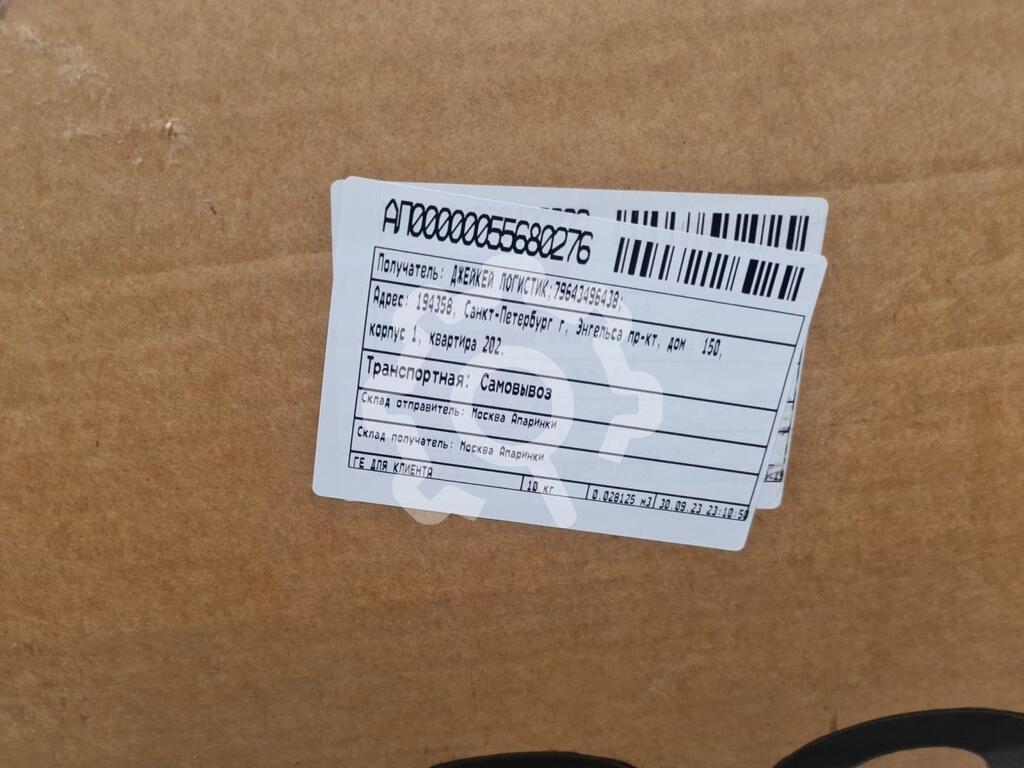 АП00000055680276
Получатель: ДЖЕЙКЕЙ ЛОГИСТИК;79643496438;
Адрес: 194358, Санкт-Петербург г, Энгельса пр-кт, дом 150,
корпус 1, квартира 202,
Транспортная: Самовывоз
Склад отправитель: Москва Апаринки
Склад получатель: Москва Апаринки
ГЕ ДЛЯ КЛИЕНТА 10 кг 0.028125 м3 30.09.23 23:10:50